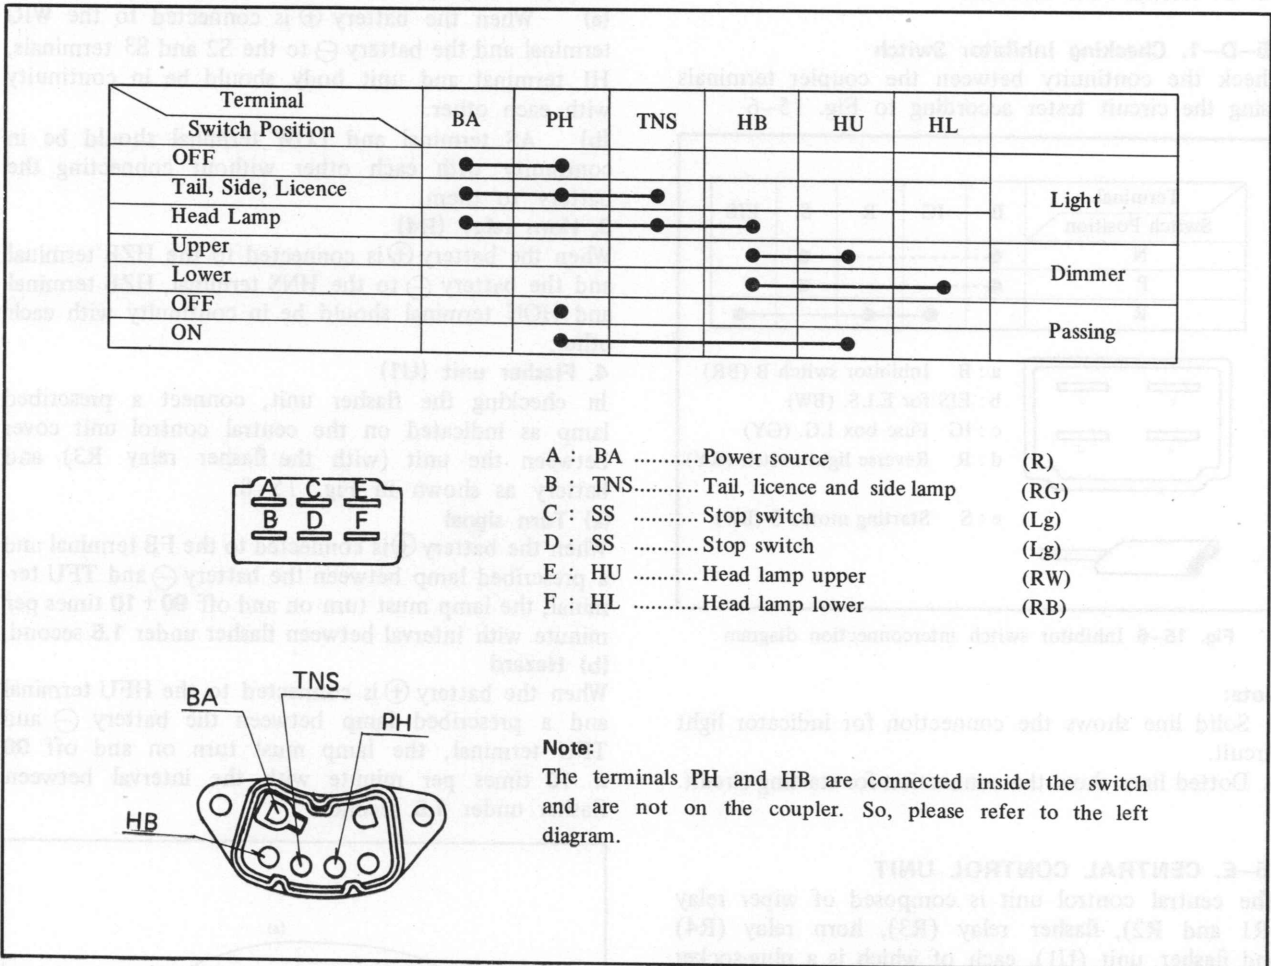 Terminal
Switch Position
BA PH TNS HB HU HL
OFF
Tail, Side, Licence
Light
Head Lamp
Upper
Lower
Dimmer
OFF
ON
Passing
A : BA .......... Power source (R)
B : TNS......... Tail, licence and side lamp (RG)
C SS .......... Stop switch (Lg)
D : SS .......... Stop switch (Lg)
E : HU .......... Head lamp upper (RW)
F : HL .......... Head lamp lower (RB)
A C E
B D F
TNS
BA
PH
HB
Note:
The terminals PH and HB are connected inside the switch
and are not on the coupler. So, please refer to the left
diagram.